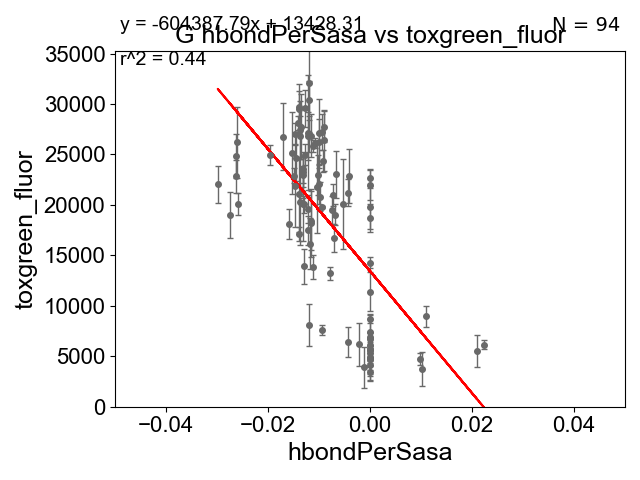 y = -604387.79x + 13428.31
N = 94
G hbondPerSasa vs toxgreen_fluor
r^2 = 0.44
35000
30000
25000
20000
15000
10000
5000
0
toxgreen_fluor
−0.04
−0.02
0.00
0.02
0.04
hbondPerSasa